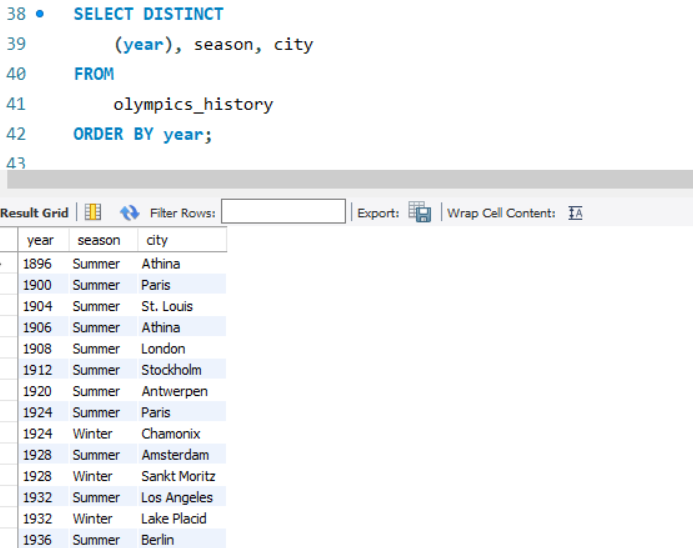 38 SELECT DISTINCT
39 (year), season, city
40 FROM
41 olympics_history
42 ORDER BY year;
43
Result Grid Filter Rows: Export: Wrap Cell Content: IA
year season city
1896 Summer Athina
1900 Summer Paris
1904 Summer St. Louis
1906 Summer Athina
1908 Summer London
1912 Summer Stockholm
1920 Summer Antwerpen
1924 Summer Paris
1924 Winter Chamonix
1928 Summer Amsterdam
1928 Winter Sankt Moritz
1932 Summer Los Angeles
1932 Winter Lake Placid
1936 Summer Berlin